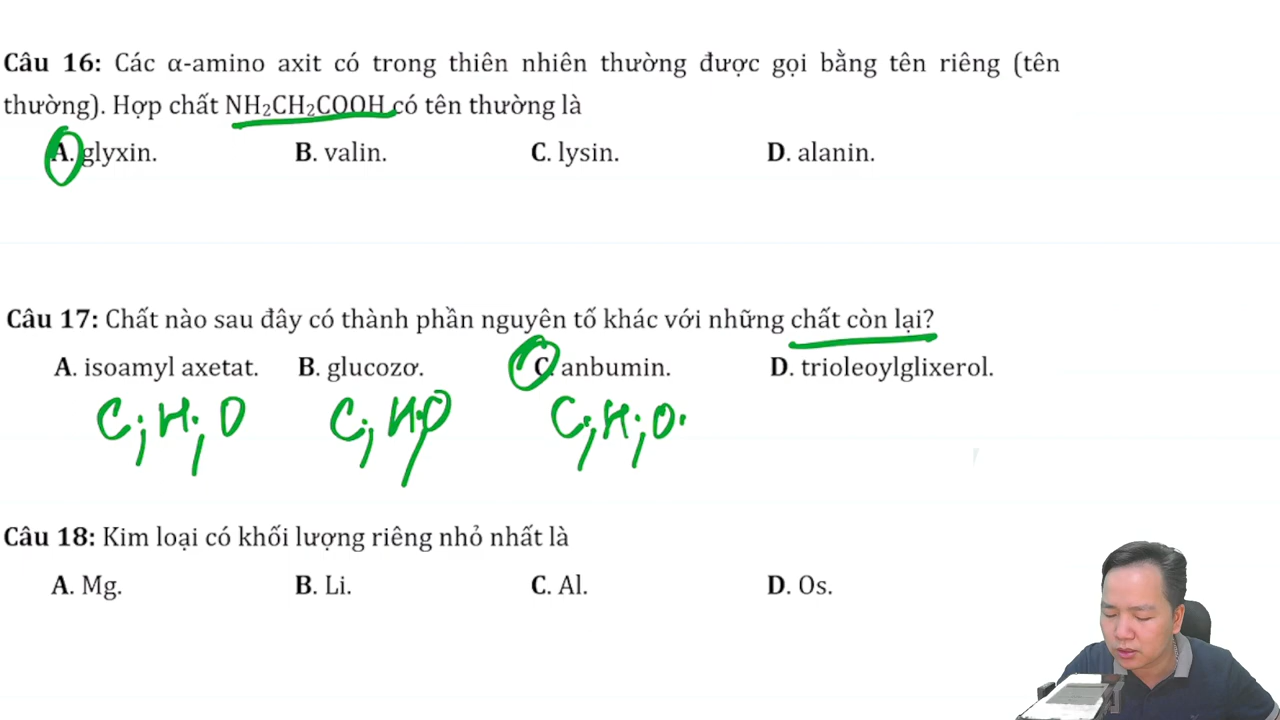 Câu 16: Các α-amino axit có trong thiên nhiên thường được gọi bằng tên riêng (tên
thường). Hợp chất NH₂CH₂COOH có tên thường là
A. glyxin. B. valin. C. lysin. D. alanin.
Câu 17: Chất nào sau đây có thành phần nguyên tố khác với những chất còn lại?
A. isoamyl axetat. B. glucozơ. C. anbumin. D. trioleoylglixerol.
C; H; O C; H; O C; H; O
Câu 18: Kim loại có khối lượng riêng nhỏ nhất là
A. Mg. B. Li. C. Al. D. Os.